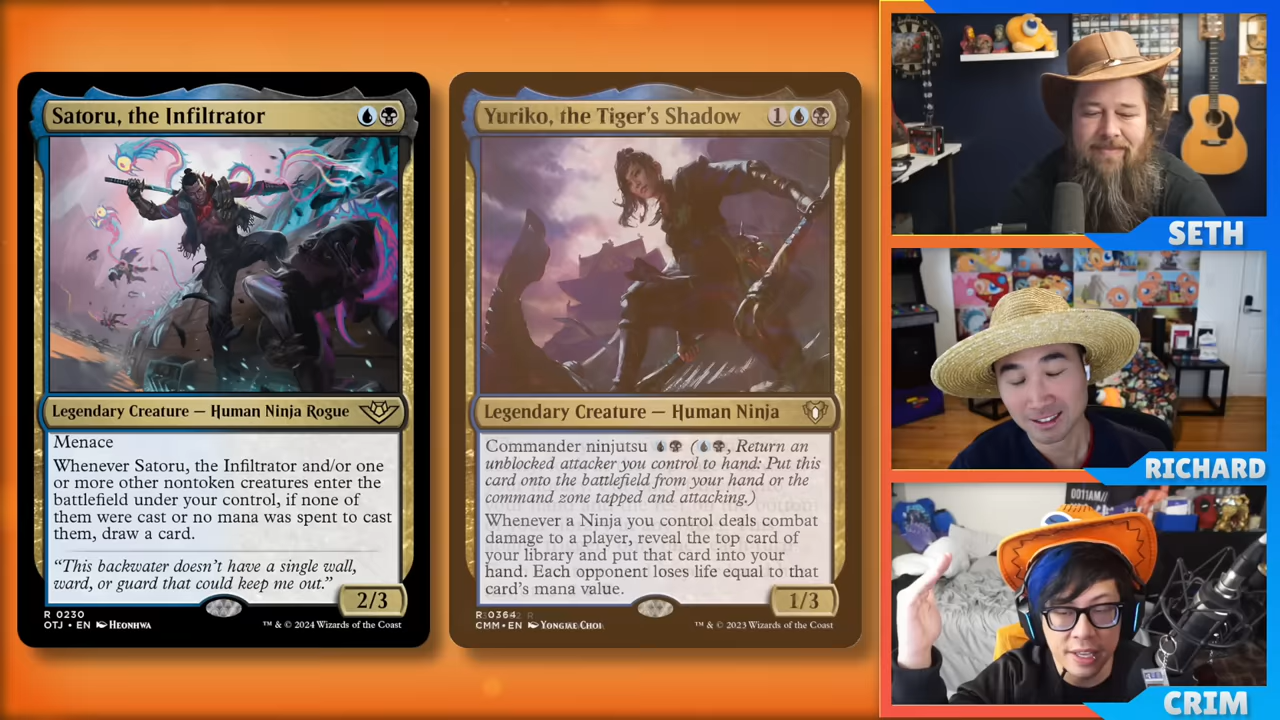 Satoru, the Infiltrator
Legendary Creature — Human Ninja Rogue
Menace
Whenever Satoru, the Infiltrator and/or one
or more other nontoken creatures enter the
battlefield under your control, if none of
them were cast or no mana was spent to cast
them, draw a card.
“This backwater doesn’t have a single wall,
ward, or guard that could keep me out.”
2/3
R 0230
OTJ • EN HEONHWA
™ & © 2024 Wizards of the Coast
Yuriko, the Tiger’s Shadow 1
Legendary Creature — Human Ninja
Commander ninjutsu (, Return an
unblocked attacker you control to hand: Put this
card onto the battlefield from your hand or the
command zone tapped and attacking.)
Whenever a Ninja you control deals combat
damage to a player, reveal the top card of
your library and put that card into your
hand. Each opponent loses life equal to that
card’s mana value.
1/3
R 0364
CMM • EN YONGJAE CHOI
™ & © 2023 Wizards of the Coast
SETH
RICHARD
OO11AM//
CRIM